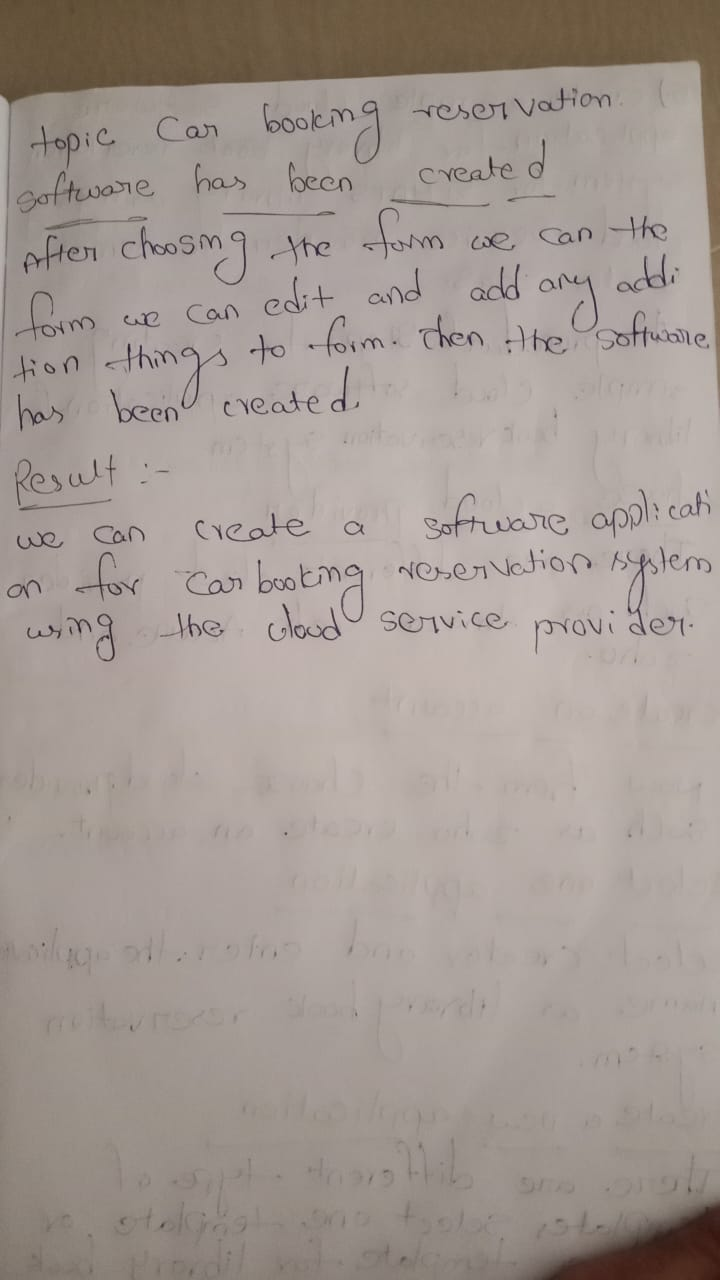 topic Car booking reservation.
software has been created
After choosing the form we can the
form we can edit and add any addi
tion things to form. Then the software
has been created.
Result :-
we can create a software applicati
on for car booking reservation system
using the cloud service provider.